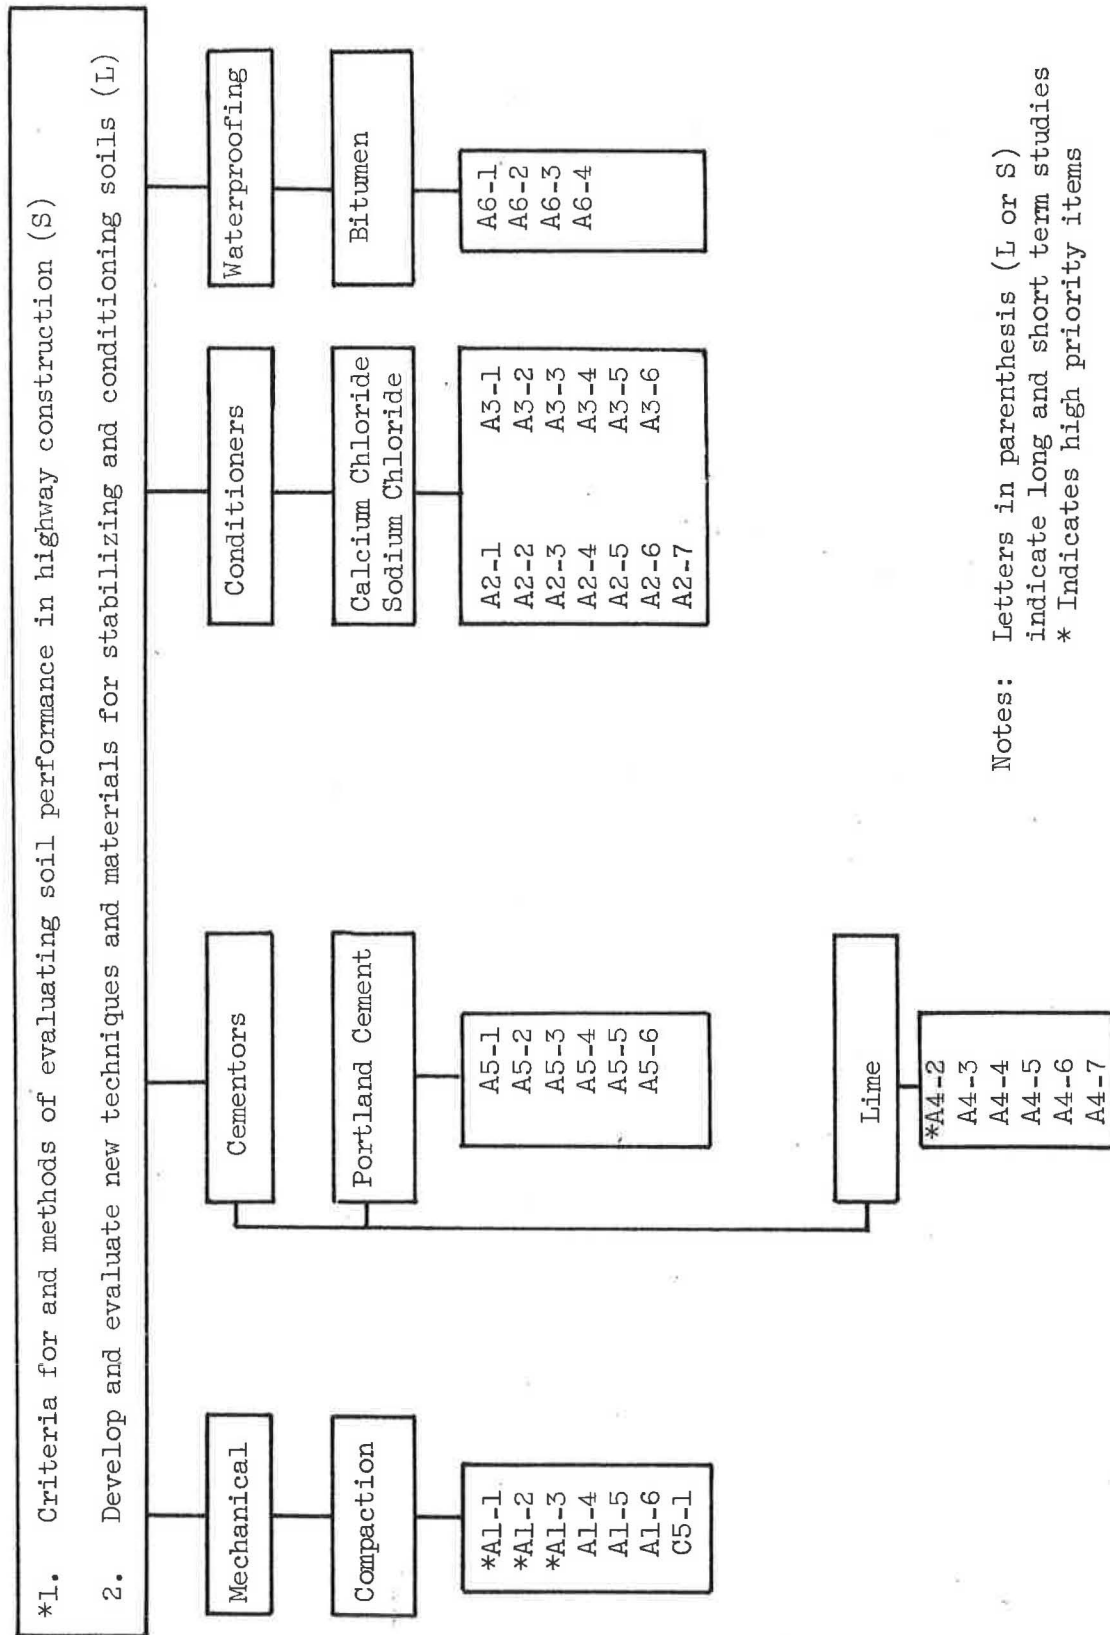 *1. Criteria for and methods of evaluating soil performance in highway construction (S)
2. Develop and evaluate new techniques and materials for stabilizing and conditioning soils (L)
Mechanical
Compaction
*A1-1
*A1-2
*A1-3
A1-4
A1-5
A1-6
C5-1
Cementors
Portland Cement
A5-1
A5-2
A5-3
A5-4
A5-5
A5-6
Lime
*A4-2
A4-3
A4-4
A4-5
A4-6
A4-7
Conditioners
Calcium Chloride
Sodium Chloride
A2-1 A3-1
A2-2 A3-2
A2-3 A3-3
A2-4 A3-4
A2-5 A3-5
A2-6 A3-6
A2-7
Waterproofing
Bitumen
A6-1
A6-2
A6-3
A6-4
Notes: Letters in parenthesis (L or S)
indicate long and short term studies
* Indicates high priority items